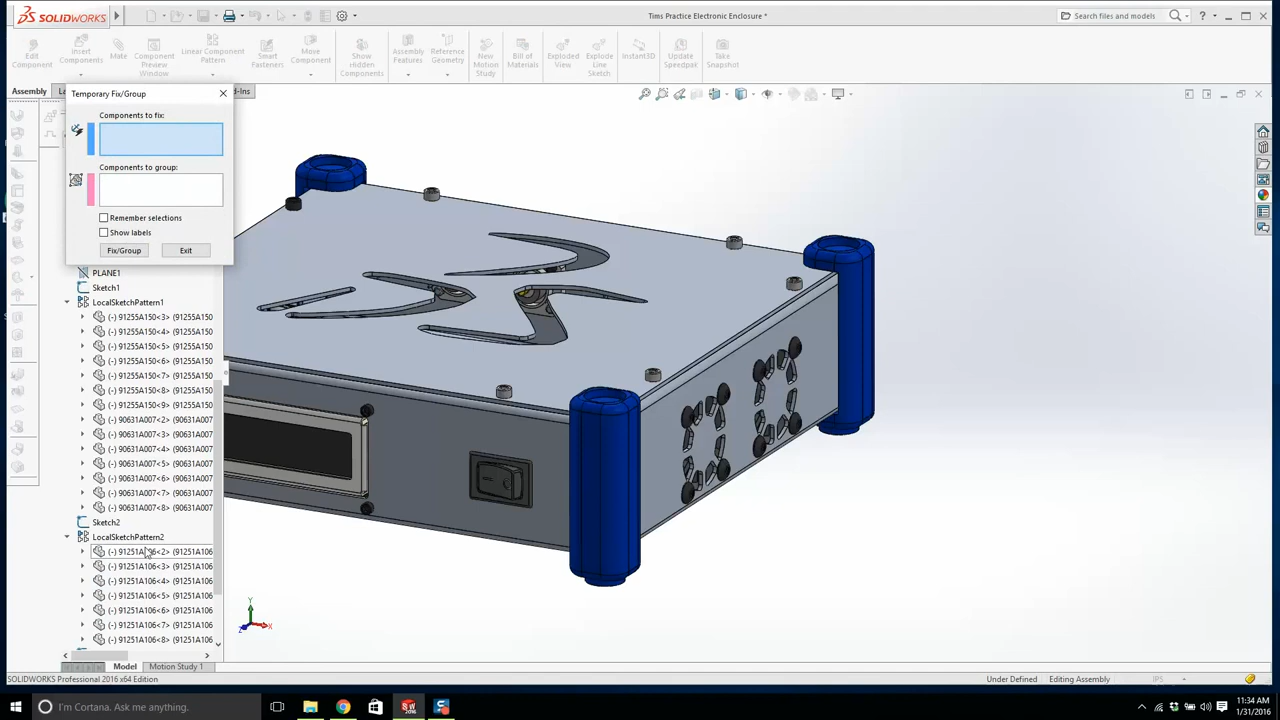 SOLIDWORKS
Tims Practice Electronic Enclosure *
Search files and models
Edit Component
Insert Components
Mate
Component Preview Window
Linear Component Pattern
Smart Fasteners
Move Component
Show Hidden Components
Assembly Features
Reference Geometry
New Motion Study
Bill of Materials
Exploded View
Explode Line Sketch
Instant3D
Update Speedpak
Take Snapshot
Assembly
La
d-Ins
Temporary Fix/Group
Components to fix:
Components to group:
Remember selections
Show labels
Fix/Group
Exit
PLANE1
Sketch1
LocalSketchPattern1
(-) 91255A150<3> (91255A150
(-) 91255A150<4> (91255A150
(-) 91255A150<5> (91255A150
(-) 91255A150<6> (91255A150
(-) 91255A150<7> (91255A150
(-) 91255A150<8> (91255A150
(-) 91255A150<9> (91255A150
(-) 90631A007<2> (90631A007
(-) 90631A007<3> (90631A007
(-) 90631A007<4> (90631A007
(-) 90631A007<5> (90631A007
(-) 90631A007<6> (90631A007
(-) 90631A007<7> (90631A007
(-) 90631A007<8> (90631A007
Sketch2
LocalSketchPattern2
(-) 91251A106<2> (91251A106
(-) 91251A106<3> (91251A106
(-) 91251A106<4> (91251A106
(-) 91251A106<5> (91251A106
(-) 91251A106<6> (91251A106
(-) 91251A106<7> (91251A106
(-) 91251A106<8> (91251A106
Y
X
Z
Model
Motion Study 1
SOLIDWORKS Professional 2016 x64 Edition
Under Defined
Editing Assembly
IPS
I'm Cortana. Ask me anything.
11:34 AM
1/31/2016